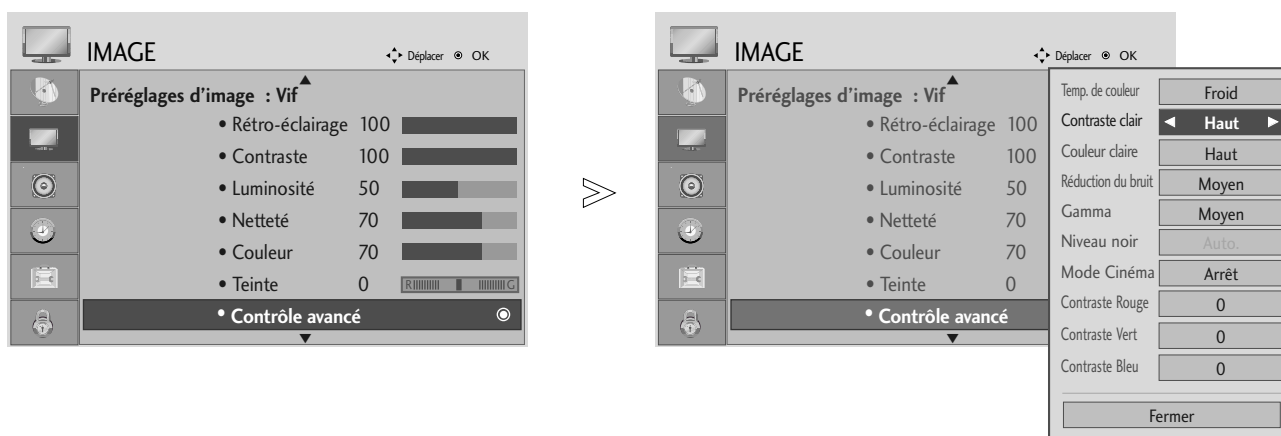 IMAGE
Déplacer OK
Préréglages d'image : Vif
• Rétro-éclairage 100
• Contraste 100
• Luminosité 50
• Netteté 70
• Couleur 70
• Teinte 0 R G
• Contrôle avancé
IMAGE
Déplacer OK
Préréglages d'image : Vif
• Rétro-éclairage 100
• Contraste 100
• Luminosité 50
• Netteté 70
• Couleur 70
• Teinte 0
• Contrôle avancé
Temp. de couleur Froid
Contraste clair Haut
Couleur claire Haut
Réduction du bruit Moyen
Gamma Moyen
Niveau noir Auto.
Mode Cinéma Arrêt
Contraste Rouge 0
Contraste Vert 0
Contraste Bleu 0
Fermer